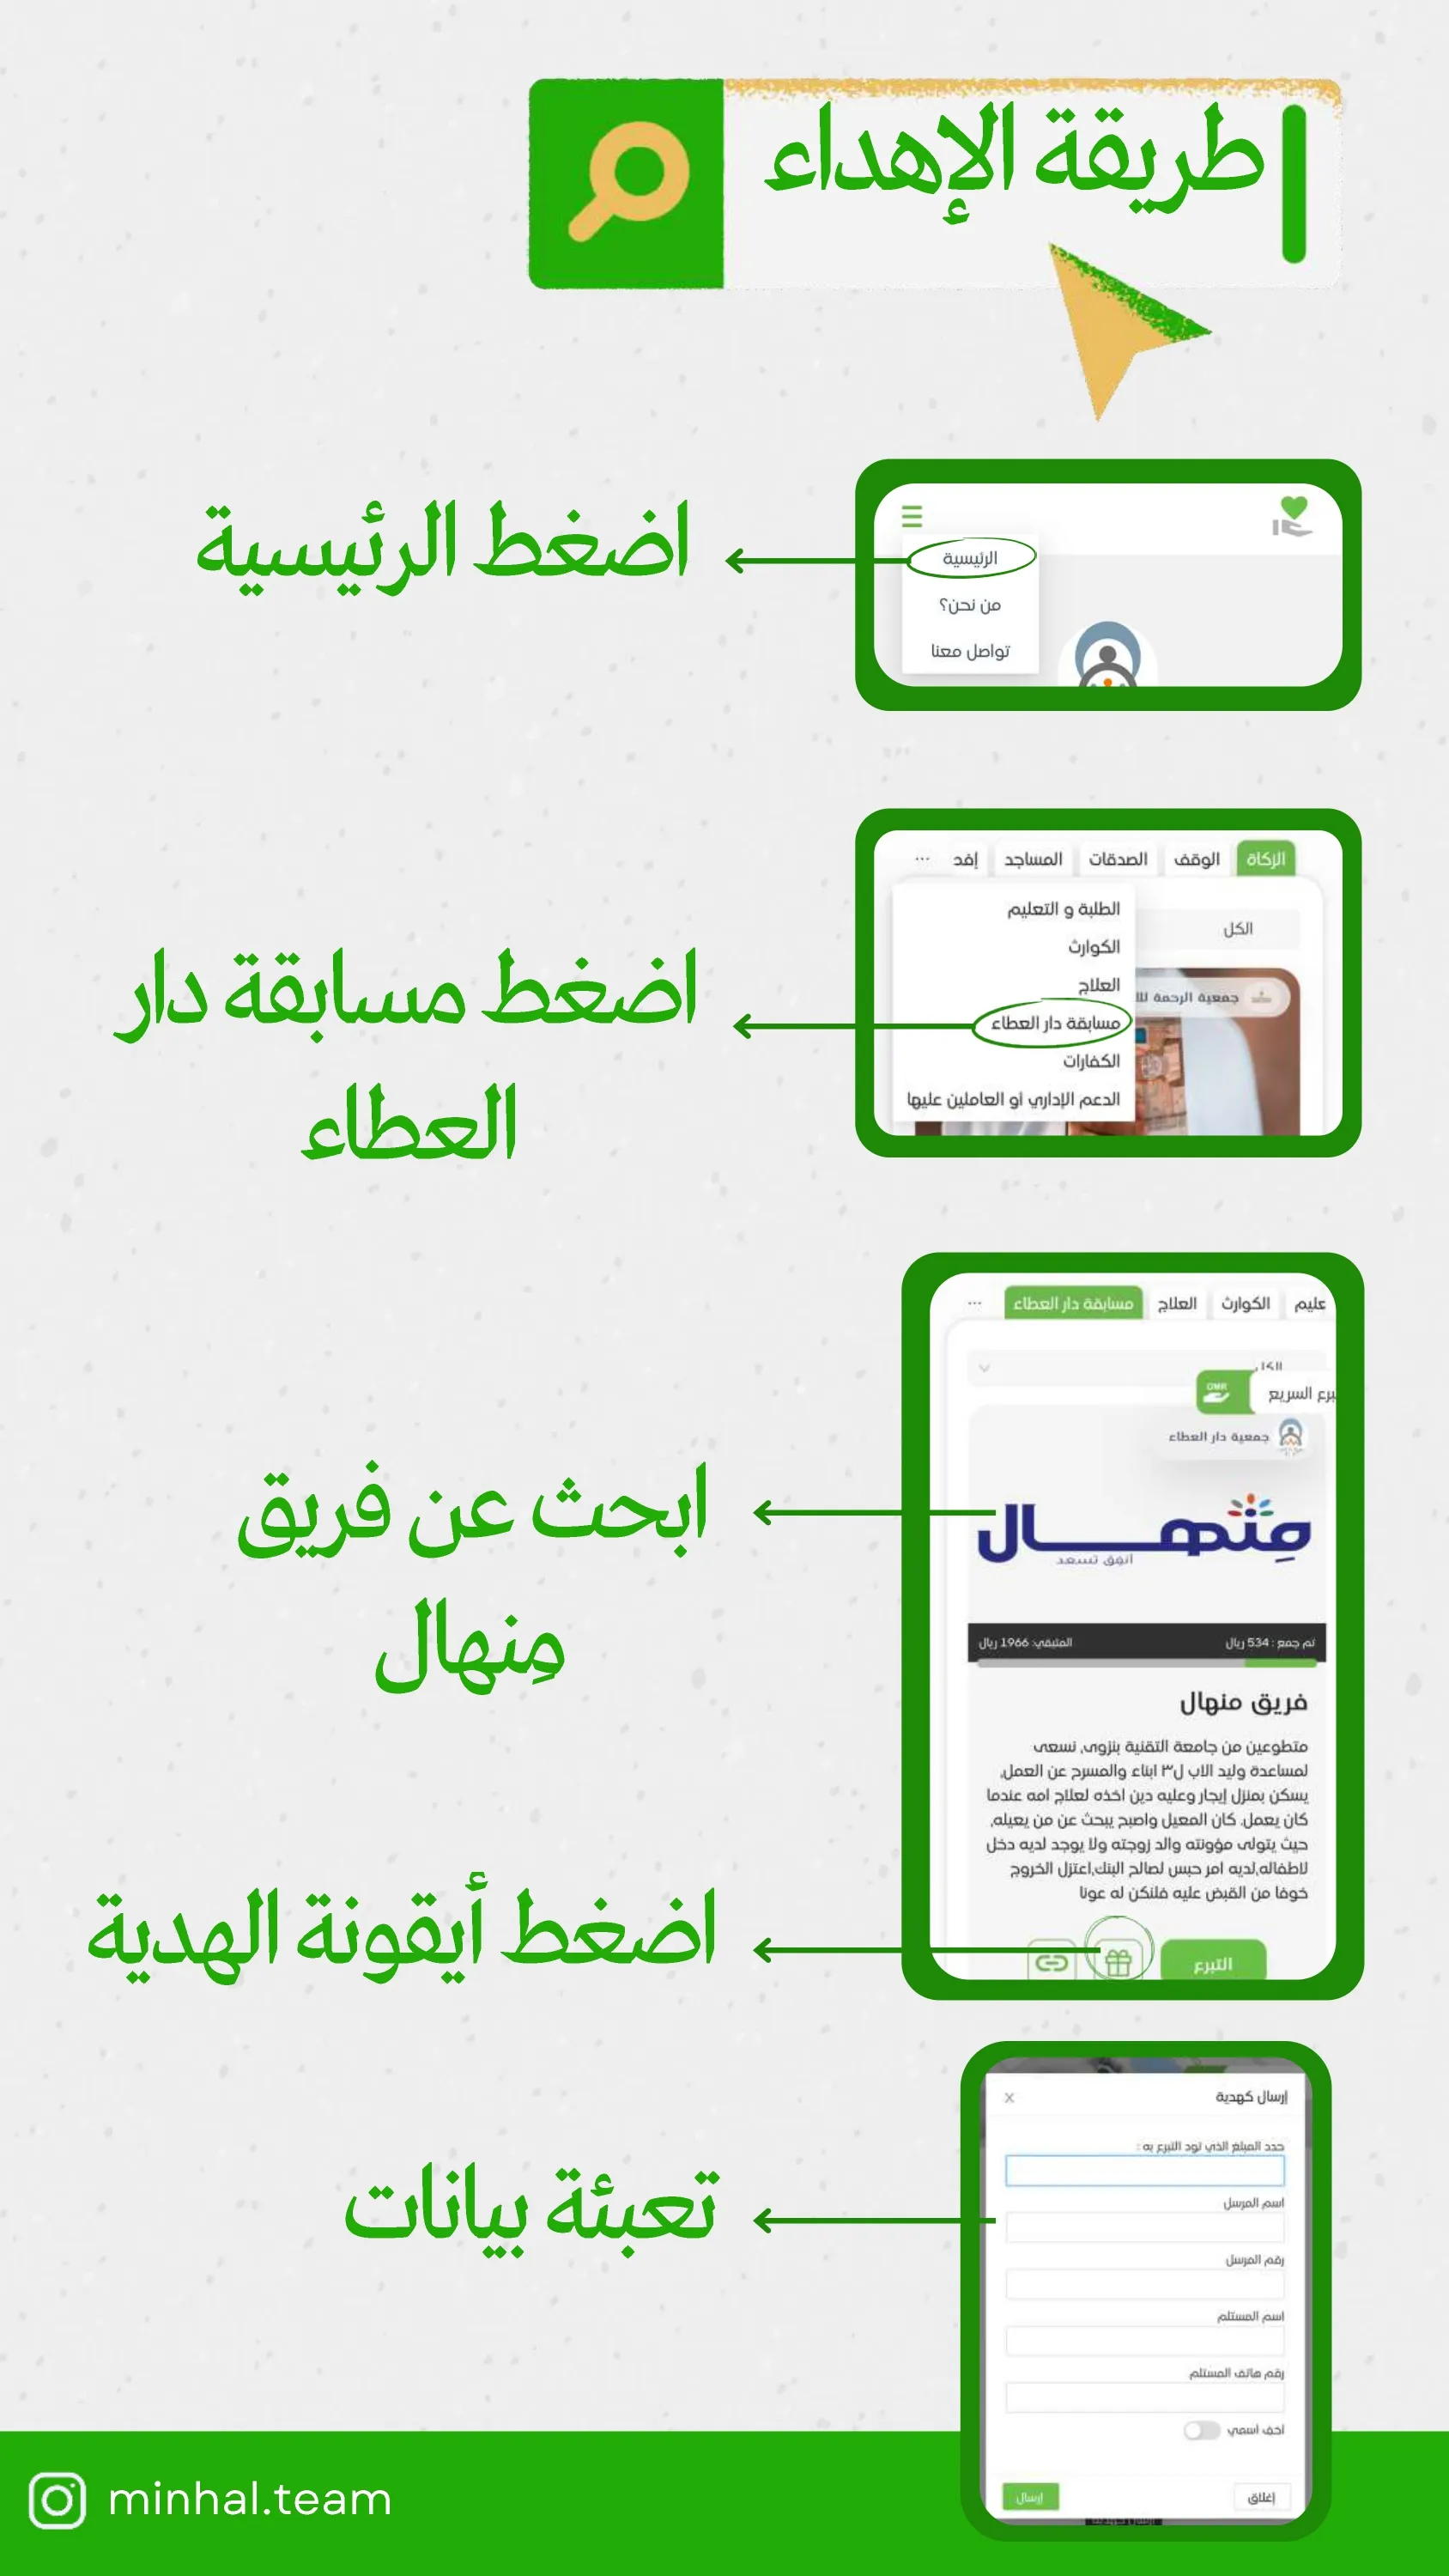 طريقة الإهداء
الرئيسية
من نحن؟
تواصل معنا
اضغط الرئيسية
الزكاة
الوقف
الصدقات
المساجد
إفد
...
الكل
جمعية الرحمة
الطلبة و التعليم
الكوارث
العلاج
مسابقة دار العطاء
الكفارات
الدعم الإداري او العاملين عليها
اضغط مسابقة دار
العطاء
عليم
الكوارث
العلاج
مسابقة دار العطاء
...
برع السريع
OMR
جمعية دار العطاء
مِنهال
أنفق تسعد
تم جمع : 534 ريال
المتبقي: 1966 ريال
ابحث عن فريق
مِنهال
فريق منهال
متطوعين من جامعة التقنية بنزوى, نسعى
لمساعدة وليد الاب ل٣ ابناء والمسرح عن العمل,
يسكن بمنزل إيجار وعليه دين اخذه لعلاج امه عندما
كان يعمل. كان المعيل واصبح يبحث عن من يعيله,
حيث يتولى مؤونته والد زوجته ولا يوجد لديه دخل
لاطفاله,لديه امر حبس لصالح البنك,اعتزل الخروج
خوفا من القبض عليه فلنكن له عونا
التبرع
اضغط أيقونة الهدية
إرسال كهدية
X
حدد المبلغ الذي تود التبرع به :
اسم المرسل
رقم المرسل
اسم المستلم
رقم هاتف المستلم
اخف اسمي
إغلاق
إرسال
تعبئة بيانات
minhal.team